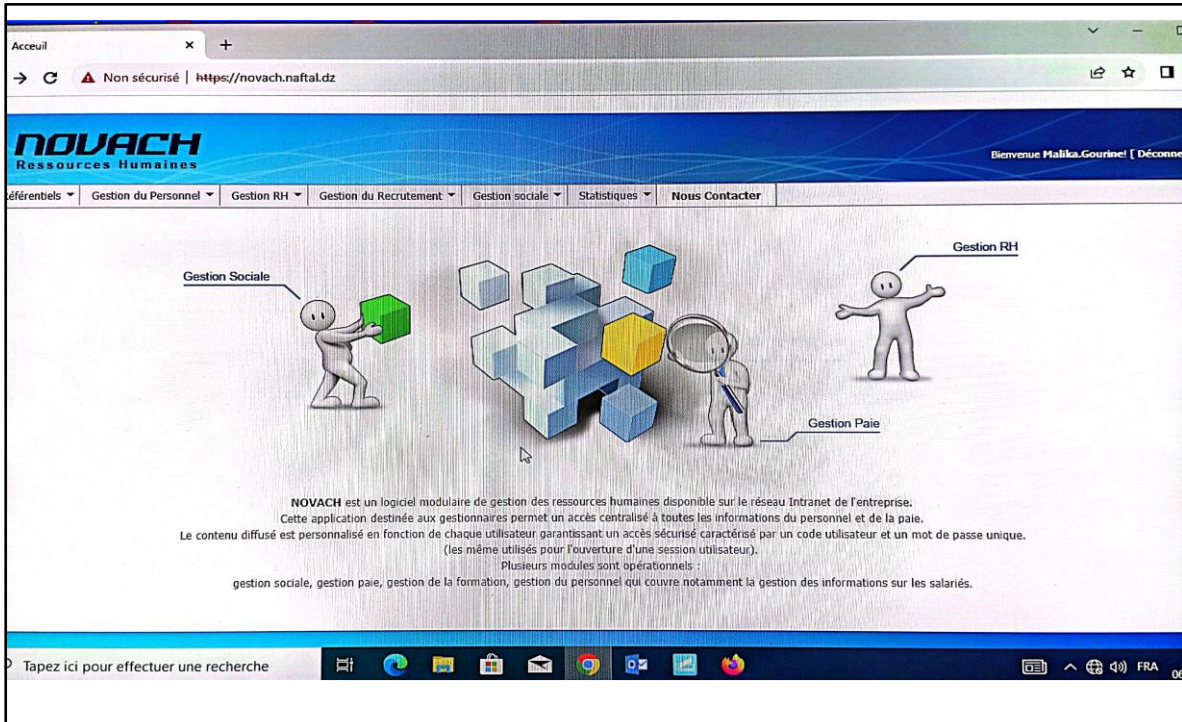 Acceuil × +
Non sécurisé | https://novach.naftal.dz
NOVACH
Ressources Humaines
Bienvenue Malika.Gourine! [ Déconne
éférentiels Gestion du Personnel Gestion RH Gestion du Recrutement Gestion sociale Statistiques Nous Contacter
Gestion RH
Gestion Sociale
Gestion Paie
NOVACH est un logiciel modulaire de gestion des ressources humaines disponible sur le réseau Intranet de l'entreprise.
Cette application destinée aux gestionnaires permet un accès centralisé à toutes les informations du personnel et de la paie.
Le contenu diffusé est personnalisé en fonction de chaque utilisateur garantissant un accès sécurisé caractérisé par un code utilisateur et un mot de passe unique.
(les même utilisés pour l'ouverture d'une session utilisateur).
Plusieurs modules sont opérationnels :
gestion sociale, gestion paie, gestion de la formation, gestion du personnel qui couvre notamment la gestion des informations sur les salariés.
Tapez ici pour effectuer une recherche
FRA
06